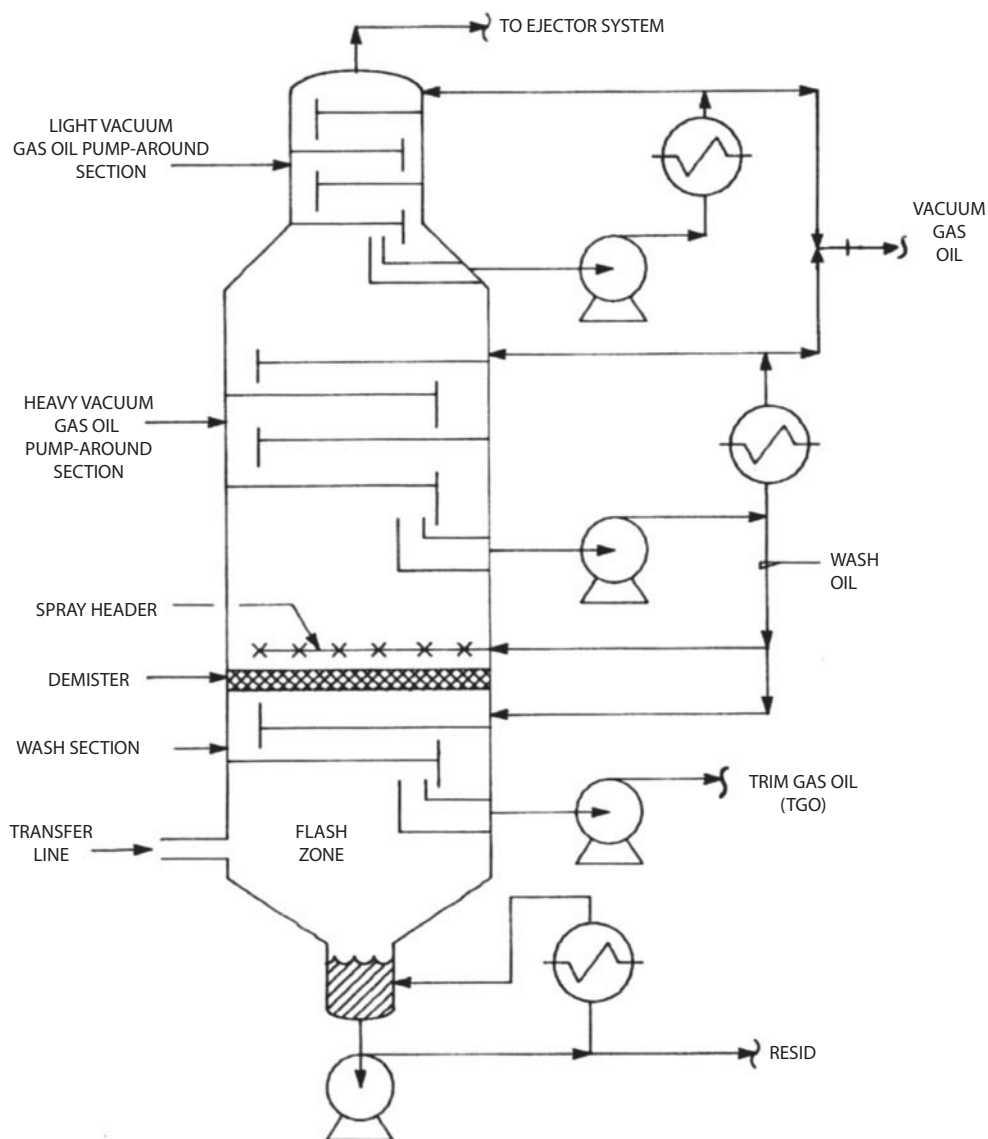 TO EJECTOR SYSTEM
LIGHT VACUUM
GAS OIL PUMP-AROUND
SECTION
VACUUM
GAS
OIL
HEAVY VACUUM
GAS OIL
PUMP-AROUND
SECTION
WASH
OIL
SPRAY HEADER
DEMISTER
WASH SECTION
TRIM GAS OIL
(TGO)
TRANSFER
LINE
FLASH
ZONE
RESID